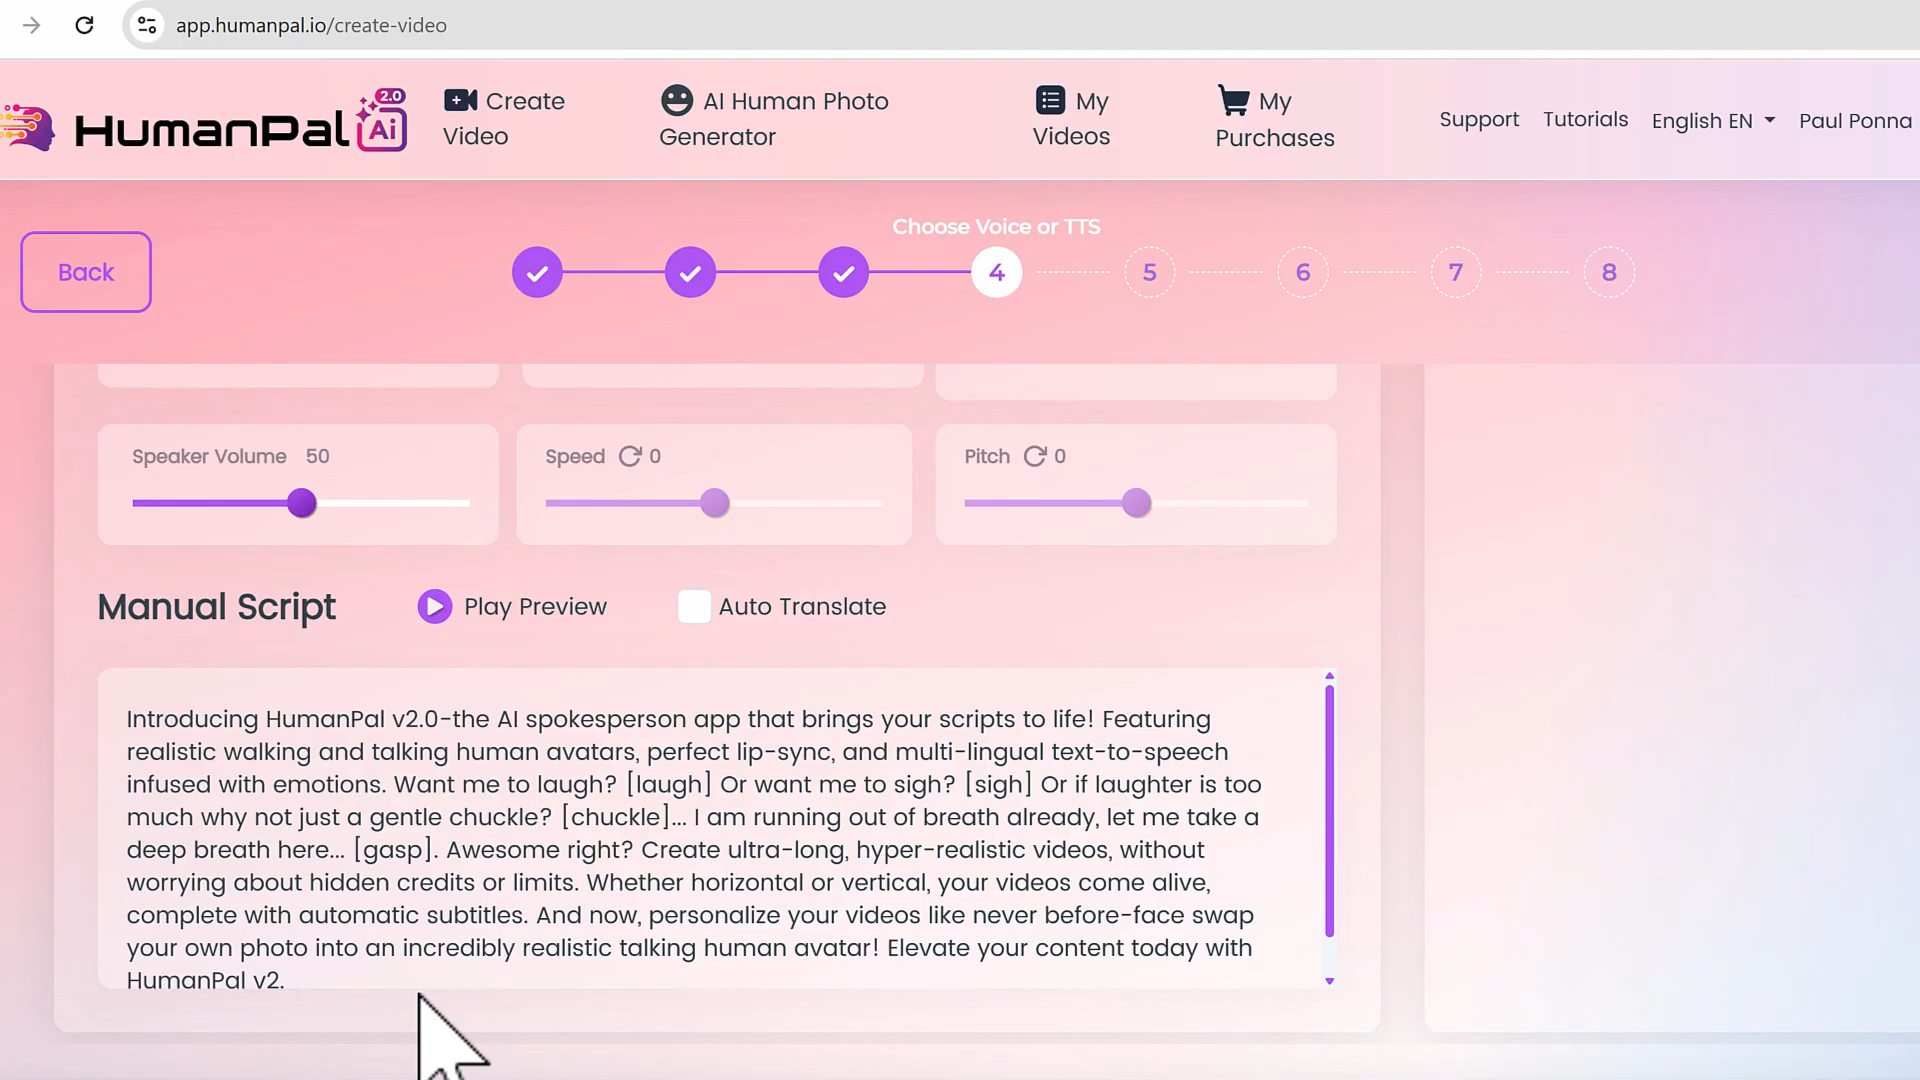 app.humanpal.io/create-video
HumanPal Ai 2.0
Create
Video
AI Human Photo
Generator
My
Videos
My
Purchases
Support
Tutorials
English EN
Paul Ponna
Back
Choose Voice or TTS
4
5
6
7
8
Speaker Volume 50
Speed 0
Pitch 0
Manual Script
Play Preview
Auto Translate
Introducing HumanPal v2.0-the AI spokesperson app that brings your scripts to life! Featuring
realistic walking and talking human avatars, perfect lip-sync, and multi-lingual text-to-speech
infused with emotions. Want me to laugh? [laugh] Or want me to sigh? [sigh] Or if laughter is too
much why not just a gentle chuckle? [chuckle]... I am running out of breath already, let me take a
deep breath here... [gasp]. Awesome right? Create ultra-long, hyper-realistic videos, without
worrying about hidden credits or limits. Whether horizontal or vertical, your videos come alive,
complete with automatic subtitles. And now, personalize your videos like never before-face swap
your own photo into an incredibly realistic talking human avatar! Elevate your content today with
HumanPal v2.